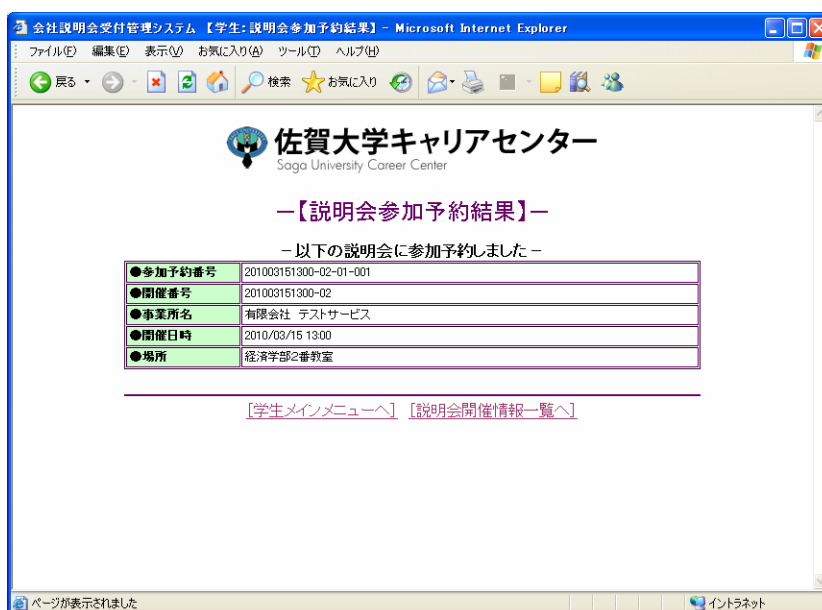 会社説明会受付管理システム 【学生:説明会参加予約結果】 - Microsoft Internet Explorer
ファイル(F) 編集(E) 表示(V) お気に入り(A) ツール(T) ヘルプ(H)
戻る 検索 お気に入り
佐賀大学キャリアセンター
Saga University Career Center
－【説明会参加予約結果】－
－以下の説明会に参加予約しました－
●参加予約番号 201003151300-02-01-001
●開催番号 201003151300-02
●事業所名 有限会社 テストサービス
●開催日時 2010/03/15 13:00
●場所 経済学部2番教室
[学生メインメニューへ] [説明会開催情報一覧へ]
ページが表示されました イントラネット